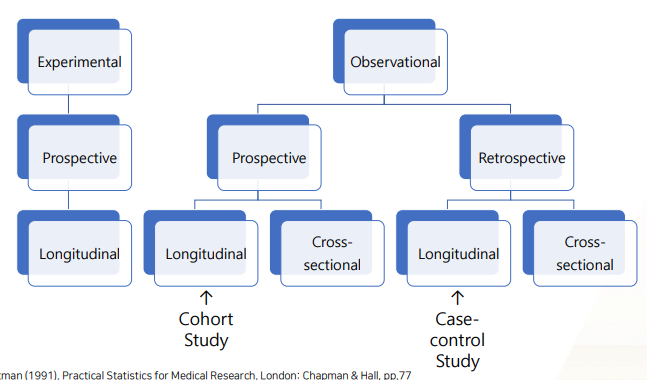 Experimental
Observational
Prospective
Prospective
Retrospective
Longitudinal
Longitudinal
Cross-
sectional
Longitudinal
Cross-
sectional
↑
Cohort
Study
↑
Case-
control
Study
tman (1991), Practical Statistics for Medical Research, London: Chapman & Hall, pp.77